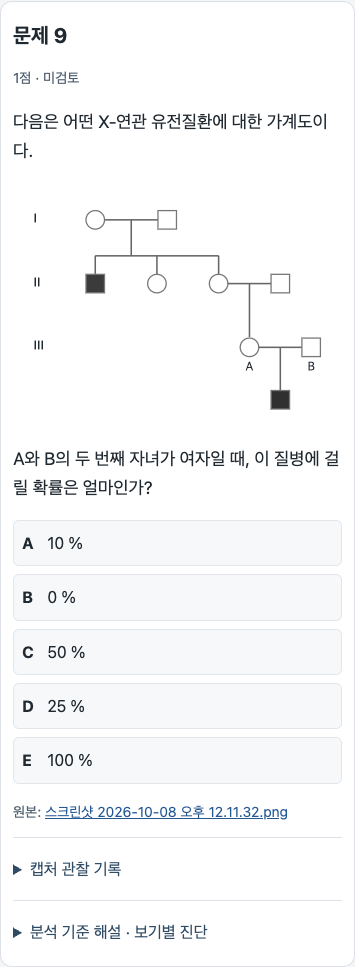 문제 9
1점 · 미검토
다음은 어떤 X-연관 유전질환에 대한 가계도이
다.
I
II
III
A
B
A와 B의 두 번째 자녀가 여자일 때, 이 질병에 걸
릴 확률은 얼마인가?
A 10 %
B 0 %
C 50 %
D 25 %
E 100 %
원본: 스크린샷 2026-10-08 오후 12.11.32.png
▶ 캡처 관찰 기록
▶ 분석 기준 해설 · 보기별 진단